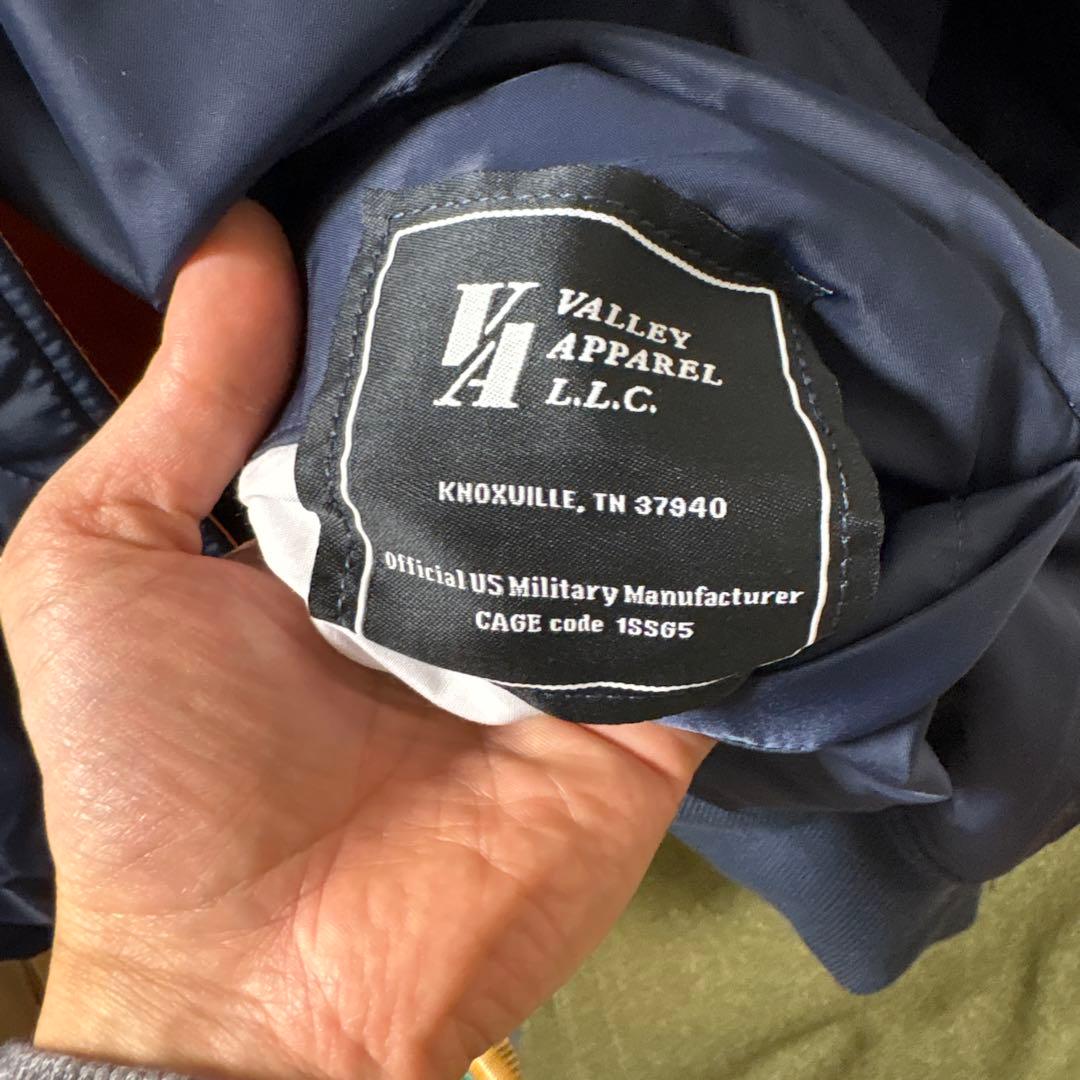 VA
VALLEY
APPAREL
L.L.C.
KNOXVILLE, TN 37940
Official US Military Manufacturer
CAGE code 1SSG5